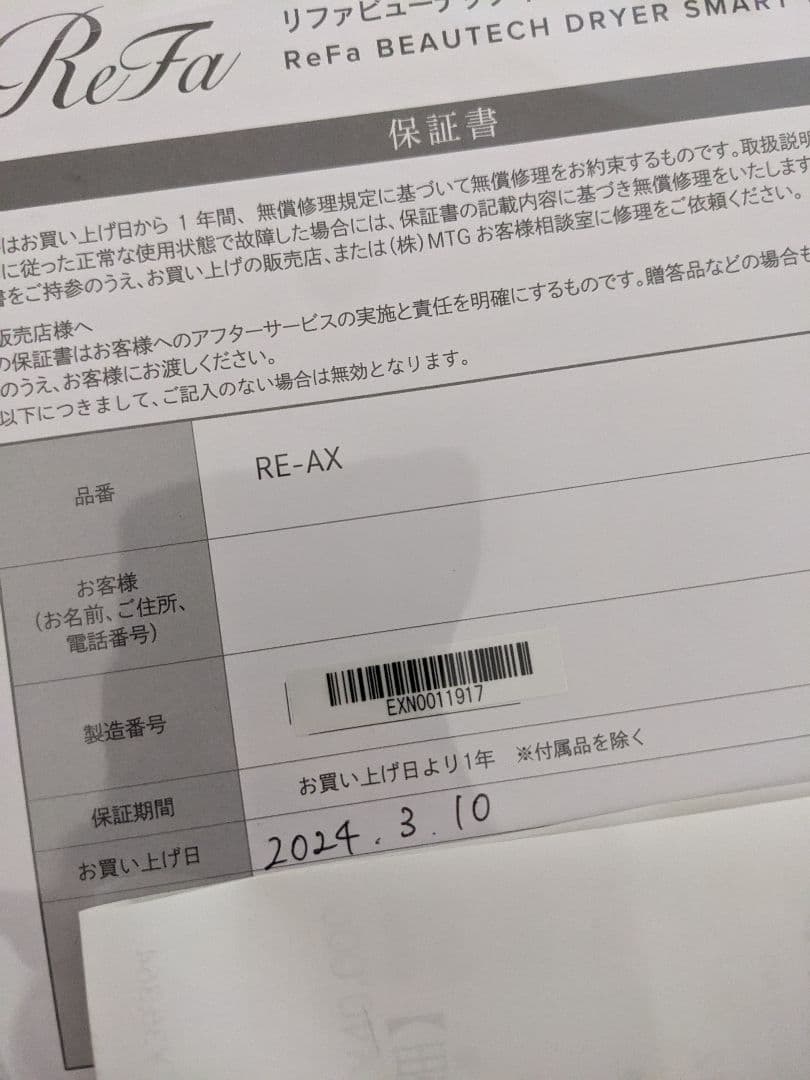 ReFa
リファビューテック
ReFa BEAUTECH DRYER SMART
保証書
はお買い上げ日から 1 年間、無償修理規定に基づいて無償修理をお約束するものです。取扱説明
に従った正常な使用状態で故障した場合には、保証書の記載内容に基づき無償修理をいたします
書をご持参のうえ、お買い上げの販売店、または(株)MTG お客様相談室に修理をご依頼ください。
販売店様へ
の保証書はお客様へのアフターサービスの実施と責任を明確にするものです。贈答品などの場合も
のうえ、お客様にお渡しください。
以下につきまして、ご記入のない場合は無効となります。
品番
RE-AX
お客様
(お名前、ご住所、
電話番号)
製造番号
EXN0011917
保証期間
お買い上げ日より1年 ※付属品を除く
お買い上げ日
2024.3.10